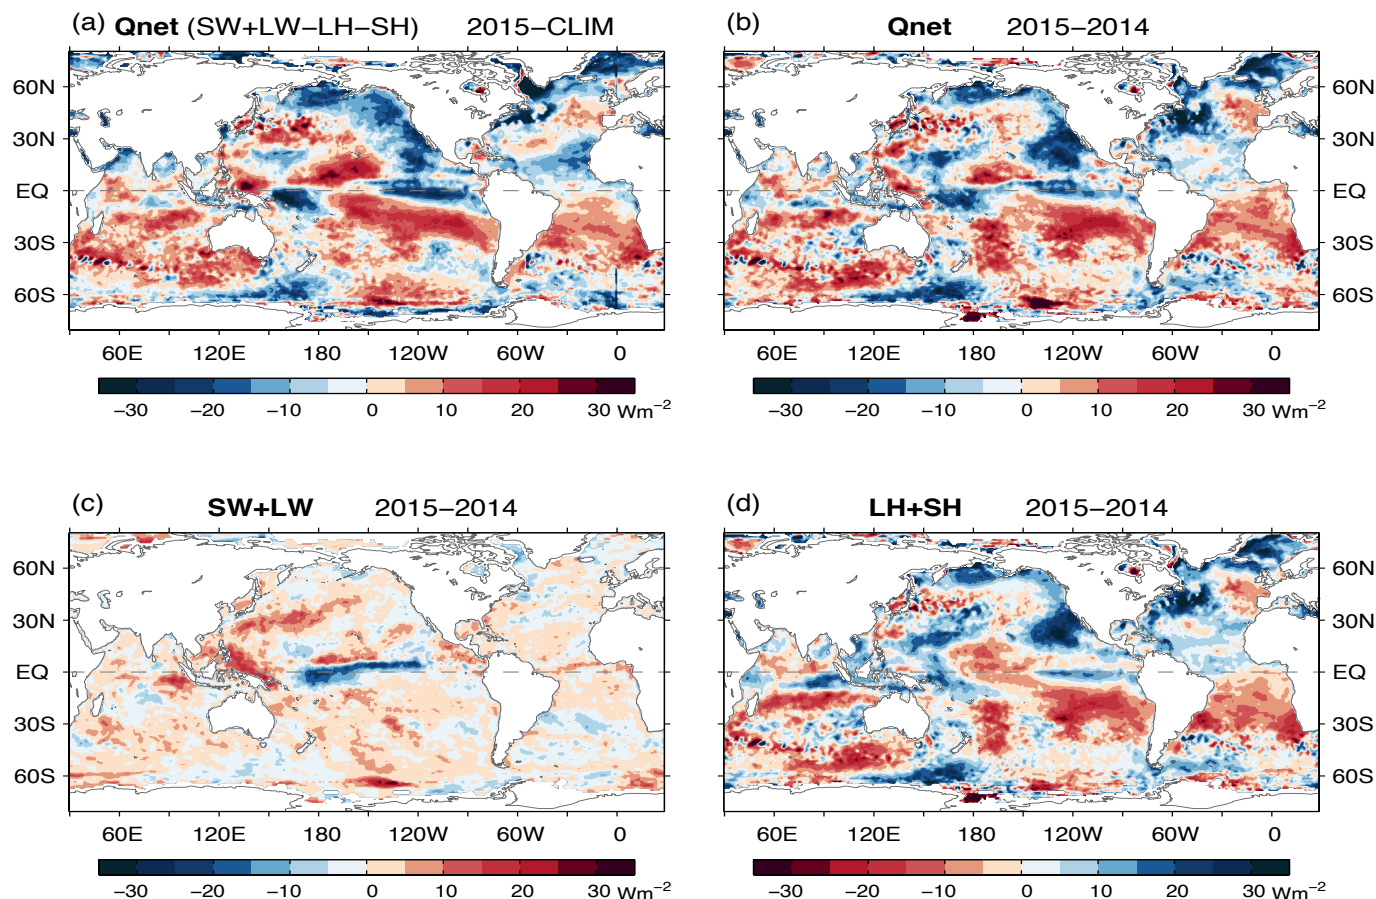 (a) Qnet (SW+LW−LH−SH) 2015−CLIM
(b) Qnet 2015−2014
60N
30N
EQ
30S
60S
60N
30N
EQ
30S
60S
60E 120E 180 120W 60W 0
60E 120E 180 120W 60W 0
−30 −20 −10 0 10 20 30 Wm−2
−30 −20 −10 0 10 20 30 Wm−2
(c) SW+LW 2015−2014
(d) LH+SH 2015−2014
60N
30N
EQ
30S
60S
60N
30N
EQ
30S
60S
60E 120E 180 120W 60W 0
60E 120E 180 120W 60W 0
−30 −20 −10 0 10 20 30 Wm−2
−30 −20 −10 0 10 20 30 Wm−2